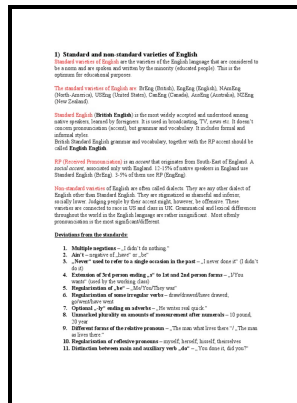 1) Standard and non-standard varieties of English
Standard varieties of English are the varieties of the English language that are considered to
be a norm and are spoken and written by the minority (educated people). This is the
optimum for educational purposes.
The standard varieties of English are: BrEng (British), EngEng (English), NAmEng
(North-America), USEng (United States), CanEng (Canada), AusEng (Australia), NZEng
(New Zealand).
Standard English (British English) is the most widely accepted and understood among
native speakers, learned by foreigners. It is used in broadcasting, TV, news etc. It doesn't
concern pronunciation (accent), but grammar and vocabulary. It includes formal and
informal styles.
British Standard English grammar and vocabulary, together with the RP accent should be
called English English.
RP (Received Pronunciation) is an accent that originates from South-East of England. A
social accent, associated only with England. 12-15% of native speakers in England use
Standard English (BrEng). 3-5% of them use RP (EngEng)
Non-standard varieties of English are often called dialects. They are any other dialect of
English other than Standard English. They are stigmatized as shameful and inferior,
socially lower. Judging people by their accent might, however, be offensive. These
varieties are connected to race in US and class in UK. Grammatical and lexical differences
throughout the world in the English language are rather insignificant. Most oftenly
pronunciation is the most significant/different.
Deviations from the standards:
1. Multiple negations – „I didn't do nothing."
2. Ain't – negative of „have" or „be"
3. „Never" used to refer to a single occasion in the past – „I never done it" (I didn't
do it)
4. Extension of 3rd person ending „s" to 1st and 2nd person forms – „I/You
wants" (used by the working class)
5. Regularization of „be" – „Me/You/They was"
6. Regularization of some irregular verbs – draw/drawed/have drawed,
go/went/have went
7. Optional „-ly" ending on adverbs – „He writes real quick."
8. Unmarked plurality on amounts of measurement after numerals – 10 pound,
20 year
9. Different forms of the relative pronoun – „The man what lives there."/ „The man
as lives there."
10. Regularization of reflexive pronouns – myself, herself, hisself, theirselves
11. Distinction between main and auxiliary verb „do" – „You done it, did you?"